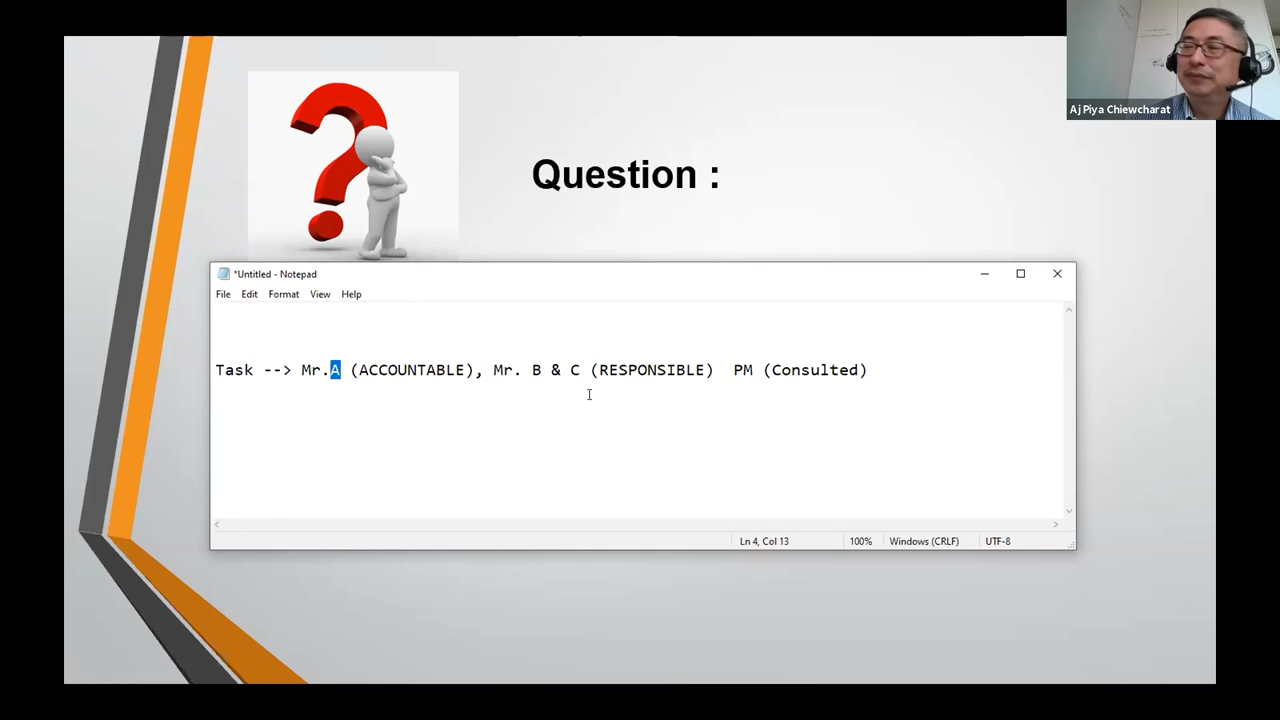 Aj Piya Chiewcharat
Question :
*Untitled - Notepad
File Edit Format View Help
Task --> Mr.A (ACCOUNTABLE), Mr. B & C (RESPONSIBLE)  PM (Consulted)
Ln 4, Col 13 100% Windows (CRLF) UTF-8